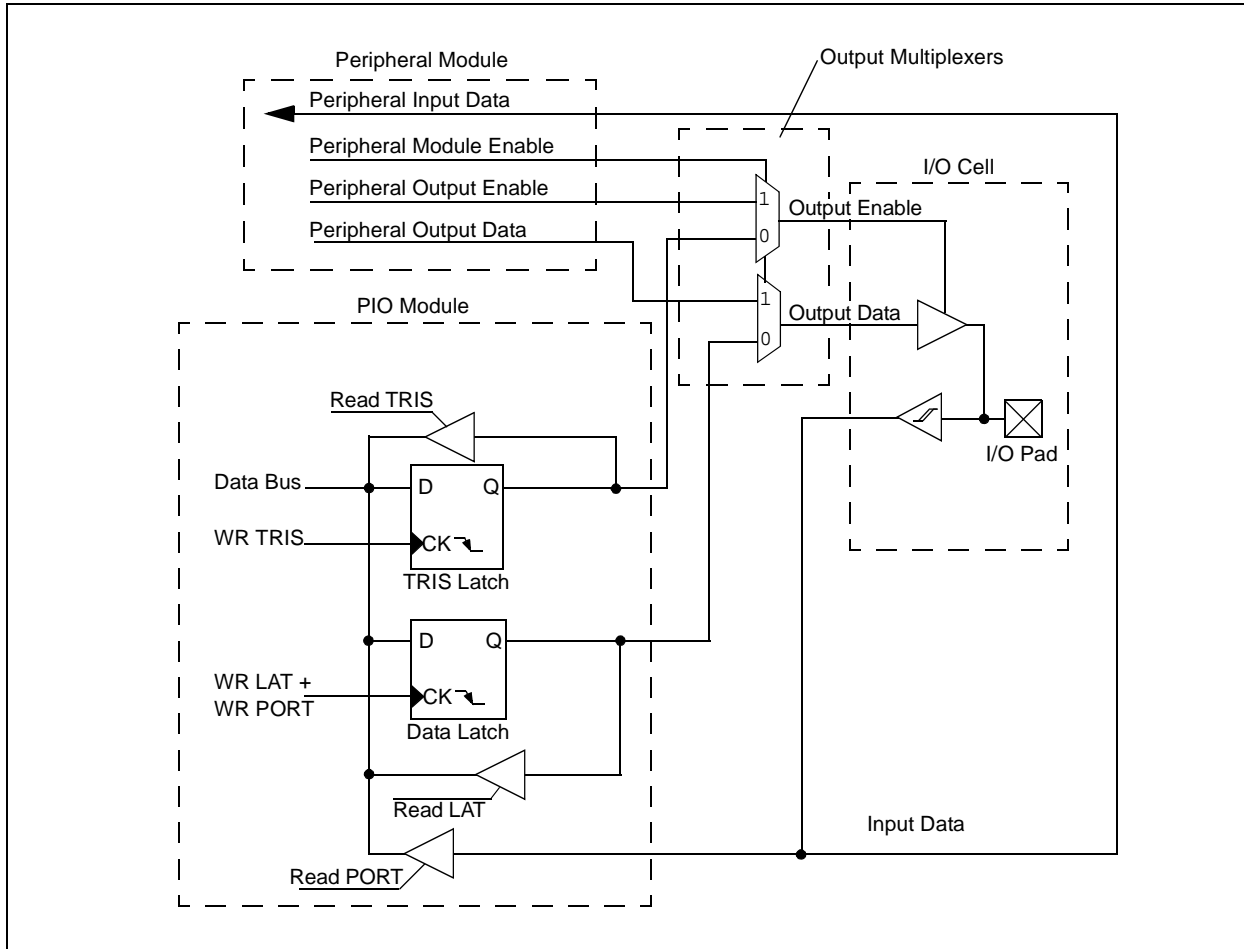 Peripheral Module
Output Multiplexers
Peripheral Input Data
Peripheral Module Enable
I/O Cell
Peripheral Output Enable
1
Output Enable
Peripheral Output Data
0
PIO Module
1
Output Data
0
Read TRIS
I/O Pad
Data Bus
D
Q
WR TRIS
CK
TRIS Latch
D
Q
WR LAT +
WR PORT
CK
Data Latch
Read LAT
Input Data
Read PORT